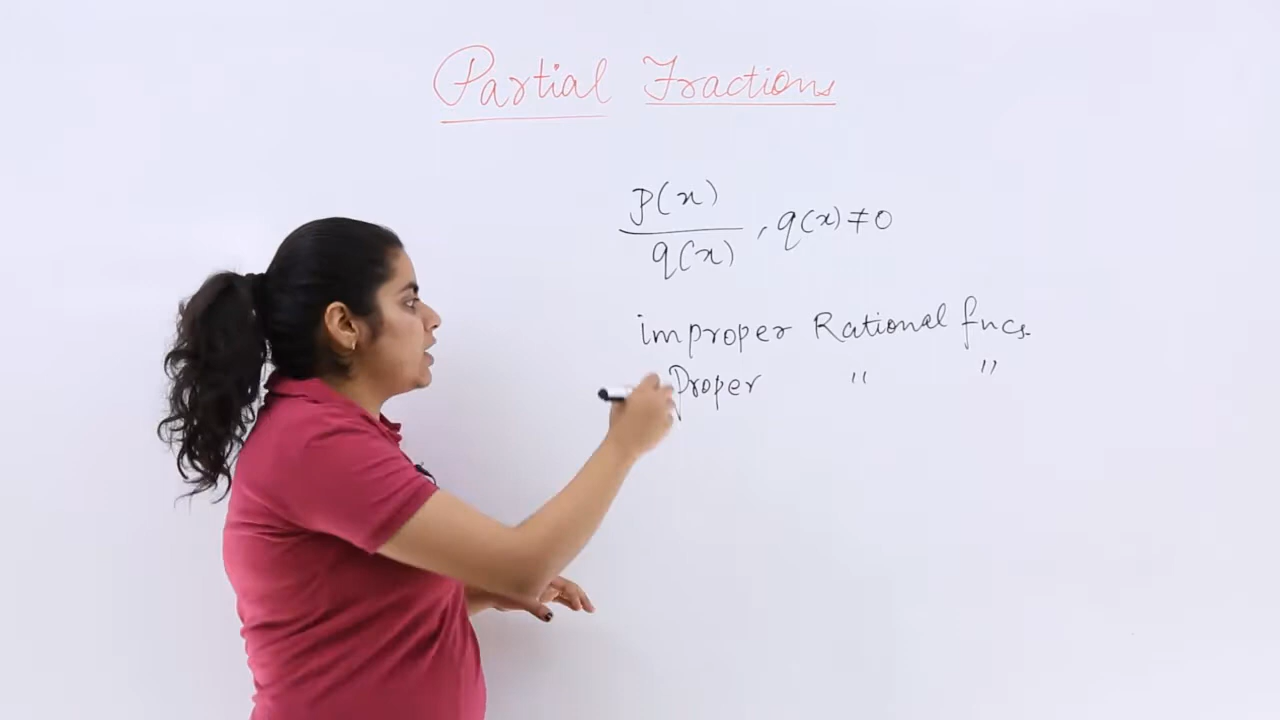 Partial Fractions
p(x)
q(x) , q(x) ≠ 0
improper Rational fncs.
Proper " "